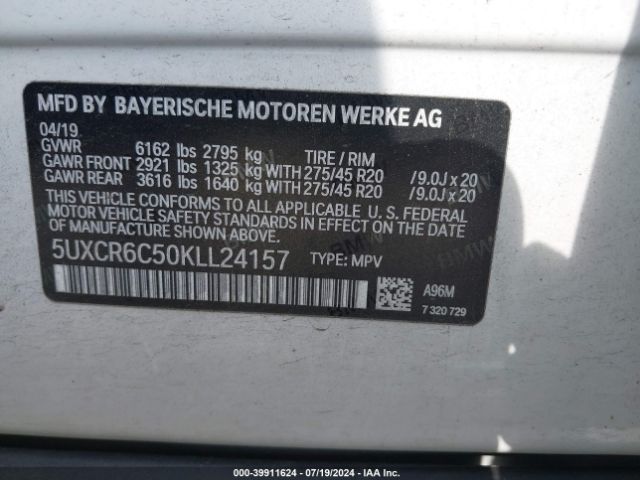 MFD BY BAYERISCHE MOTOREN WERKE AG
04/19
GVWR 6162 lbs 2795 kg TIRE / RIM
GAWR FRONT 2921 lbs 1325 kg WITH 275/45 R20 /9.0J x 20
GAWR REAR 3616 lbs 1640 kg WITH 275/45 R20 /9.0J x 20
THIS VEHICLE CONFORMS TO ALL APPLICABLE U.S. FEDERAL
MOTOR VEHICLE SAFETY STANDARDS IN EFFECT ON THE DATE
OF MANUFACTURE SHOWN ABOVE.
5UXCR6C50KLL24157 TYPE: MPV
A96M
7 320 729
000-39911624 | 07/19/2024 | IAA Inc.